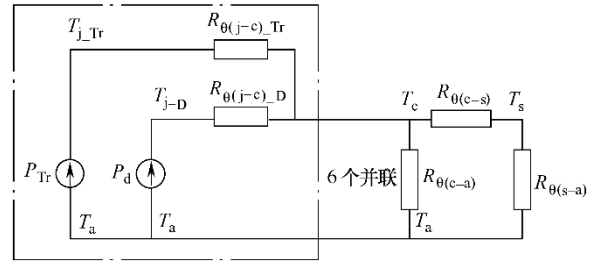 T_j_Tr
R_θ(j-c)_Tr
T_j-D
R_θ(j-c)_D
T_c
R_θ(c-s)
T_s
P_Tr
P_d
6个并联
R_θ(c-a)
R_θ(s-a)
T_a
T_a
T_a